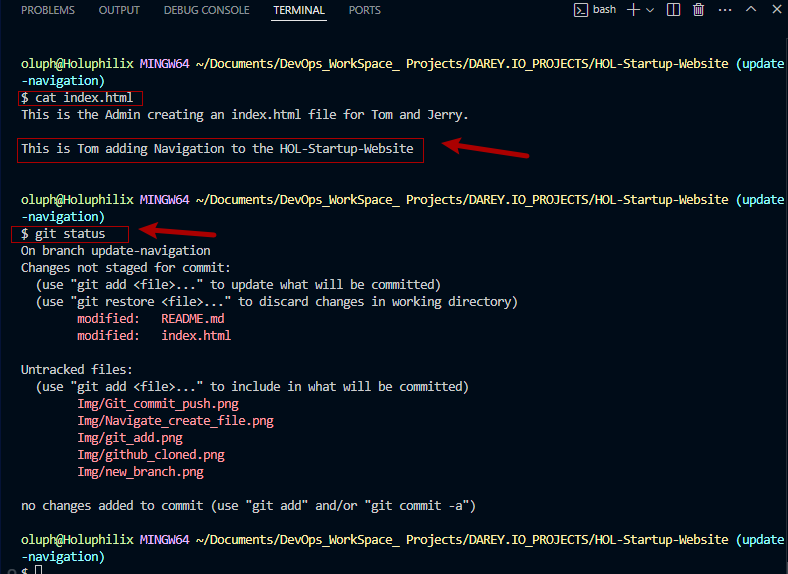 PROBLEMS OUTPUT DEBUG CONSOLE TERMINAL PORTS bash
oluph@Holuphilix MINGW64 ~/Documents/DevOps_WorkSpace_ Projects/DAREY.IO_PROJECTS/HOL-Startup-Website (update
-navigation)
$ cat index.html
This is the Admin creating an index.html file for Tom and Jerry.
This is Tom adding Navigation to the HOL-Startup-Website
oluph@Holuphilix MINGW64 ~/Documents/DevOps_WorkSpace_ Projects/DAREY.IO_PROJECTS/HOL-Startup-Website (update
-navigation)
$ git status
On branch update-navigation
Changes not staged for commit:
  (use "git add <file>..." to update what will be committed)
  (use "git restore <file>..." to discard changes in working directory)
        modified:   README.md
        modified:   index.html
Untracked files:
  (use "git add <file>..." to include in what will be committed)
        Img/Git_commit_push.png
        Img/Navigate_create_file.png
        Img/git_add.png
        Img/github_cloned.png
        Img/new_branch.png
no changes added to commit (use "git add" and/or "git commit -a")
oluph@Holuphilix MINGW64 ~/Documents/DevOps_WorkSpace_ Projects/DAREY.IO_PROJECTS/HOL-Startup-Website (update
-navigation)
$